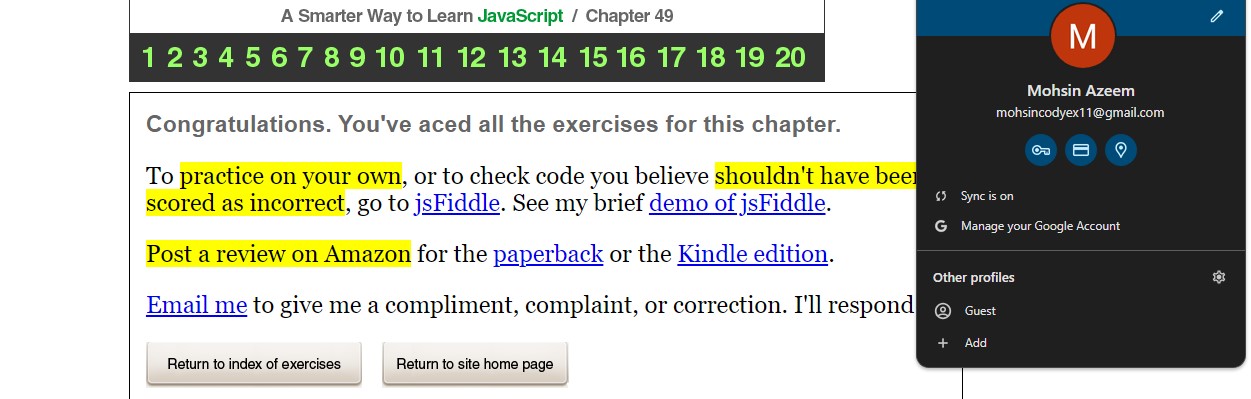 A Smarter Way to Learn JavaScript / Chapter 49
1 2 3 4 5 6 7 8 9 10 11 12 13 14 15 16 17 18 19 20
Congratulations. You've aced all the exercises for this chapter.
To practice on your own, or to check code you believe shouldn't have been
scored as incorrect, go to jsFiddle. See my brief demo of jsFiddle.
Post a review on Amazon for the paperback or the Kindle edition.
Email me to give me a compliment, complaint, or correction. I'll respond
Return to index of exercises
Return to site home page
M
Mohsin Azeem
mohsincodyex11@gmail.com
Sync is on
G Manage your Google Account
Other profiles
Guest
Add